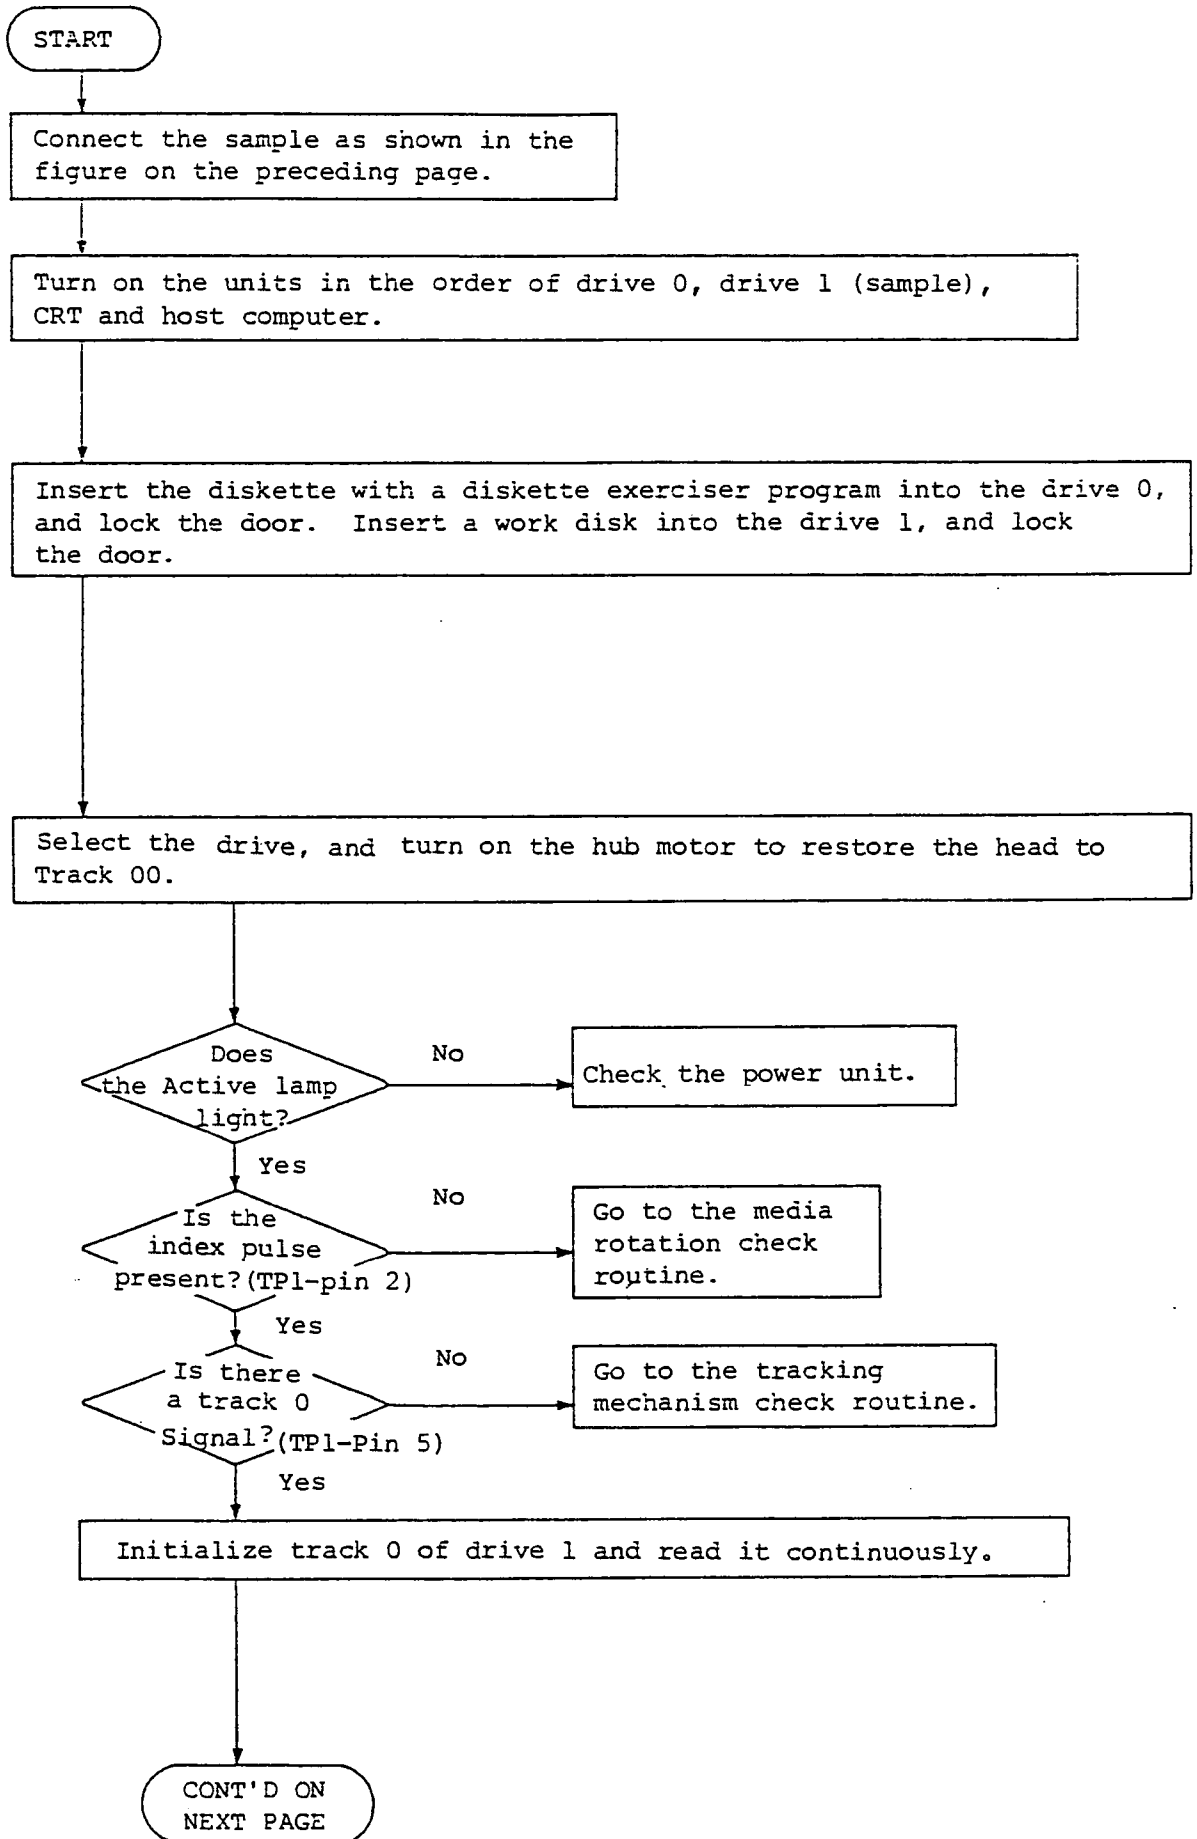 START
Connect the sample as shown in the
figure on the preceding page.
Turn on the units in the order of drive 0, drive 1 (sample),
CRT and host computer.
Insert the diskette with a diskette exerciser program into the drive 0,
and lock the door. Insert a work disk into the drive 1, and lock
the door.
Select the drive, and turn on the hub motor to restore the head to
Track 00.
Does
the Active lamp
light?
No
Check the power unit.
Yes
Is the
index pulse
present?(TP1-pin 2)
No
Go to the media
rotation check
routine.
Yes
Is there
a track 0
Signal?(TP1-Pin 5)
No
Go to the tracking
mechanism check routine.
Yes
Initialize track 0 of drive 1 and read it continuously.
CONT'D ON
NEXT PAGE